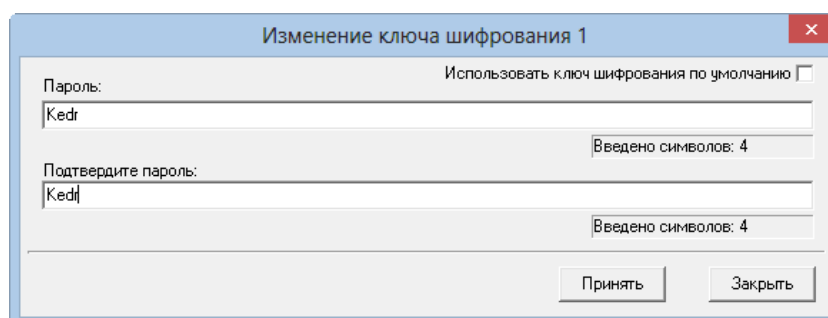 Изменение ключа шифрования 1
Использовать ключ шифрования по умолчанию
Пароль:
Kedr
Введено символов: 4
Подтвердите пароль:
Kedr
Введено символов: 4
Принять Закрыть